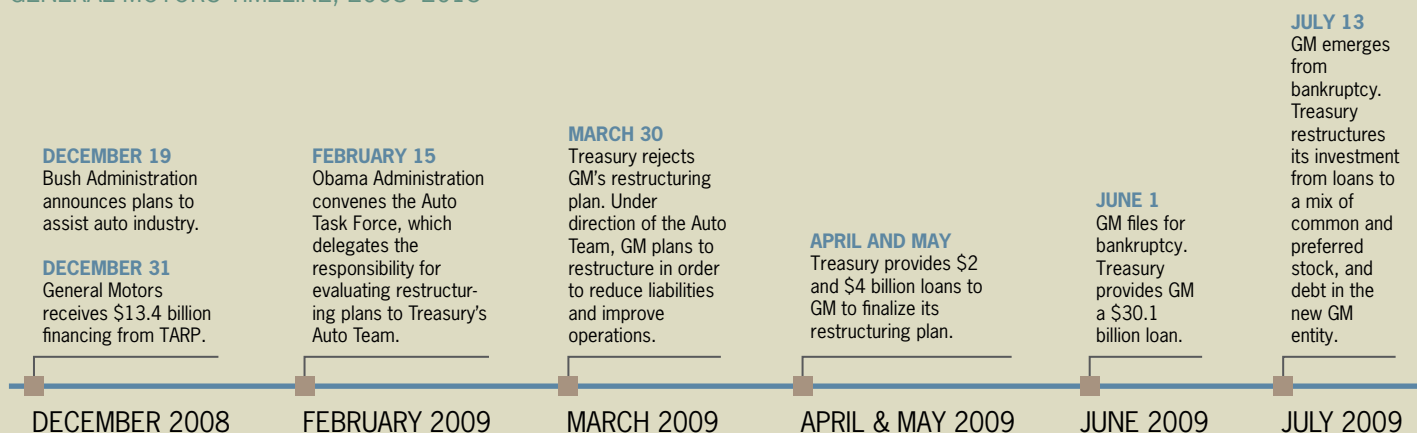 DECEMBER 19
Bush Administration
announces plans to
assist auto industry.
DECEMBER 31
General Motors
receives $13.4 billion
financing from TARP.
FEBRUARY 15
Obama Administration
convenes the Auto
Task Force, which
delegates the
responsibility for
evaluating restructur-
ing plans to Treasury's
Auto Team.
MARCH 30
Treasury rejects
GM's restructuring
plan. Under
direction of the Auto
Team, GM plans to
restructure in order
to reduce liabilities
and improve
operations.
APRIL AND MAY
Treasury provides $2
and $4 billion loans to
GM to finalize its
restructuring plan.
JUNE 1
GM files for
bankruptcy.
Treasury
provides GM
a $30.1
billion loan.
JULY 13
GM emerges
from
bankruptcy.
Treasury
restructures
its investment
from loans to
a mix of
common and
preferred
stock, and
debt in the
new GM
entity.
DECEMBER 2008
FEBRUARY 2009
MARCH 2009
APRIL & MAY 2009
JUNE 2009
JULY 2009